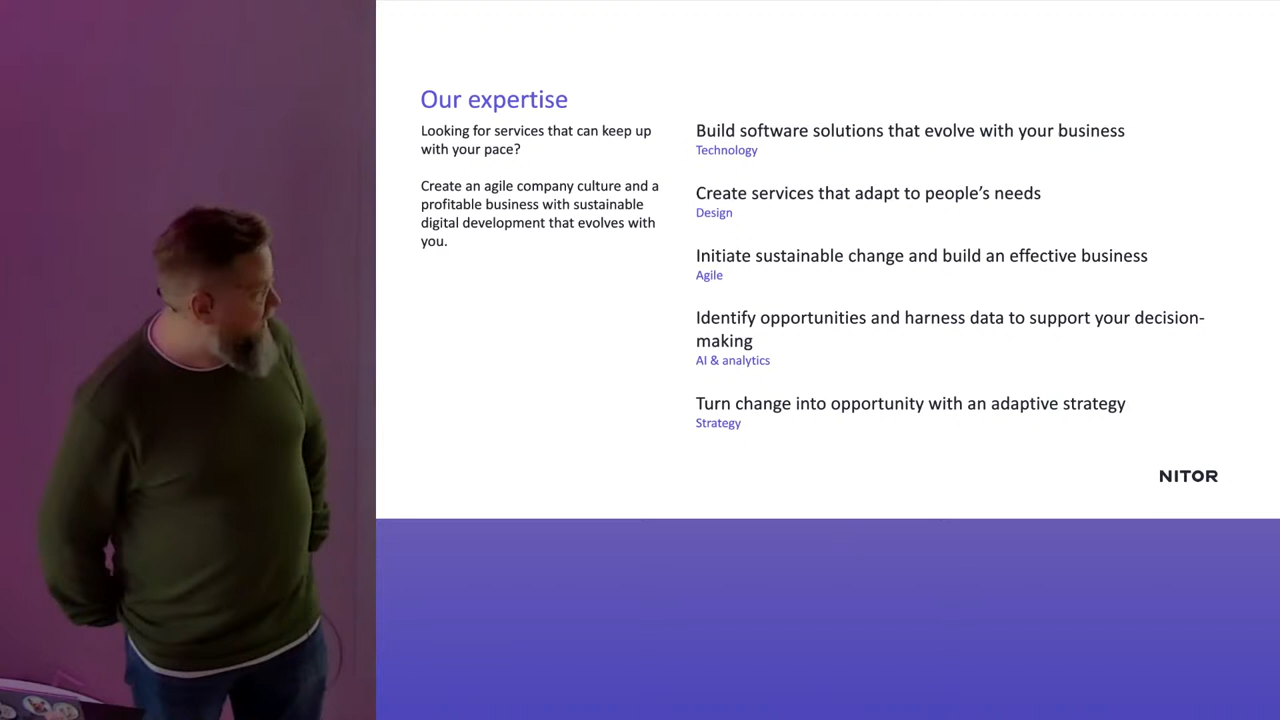 Our expertise
Looking for services that can keep up
with your pace?
Create an agile company culture and a
profitable business with sustainable
digital development that evolves with
you.
Build software solutions that evolve with your business
Technology
Create services that adapt to people’s needs
Design
Initiate sustainable change and build an effective business
Agile
Identify opportunities and harness data to support your decision-
making
AI & analytics
Turn change into opportunity with an adaptive strategy
Strategy
NITOR